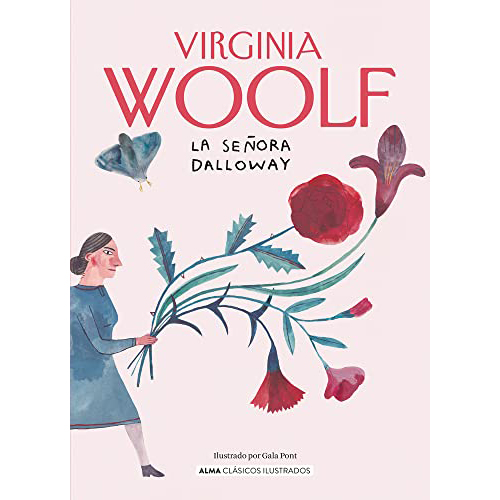 VIRGINIA
WOOLF
LA SEÑORA
DALLOWAY
Ilustrado por Gala Pont
ALMA CLÁSICOS ILUSTRADOS